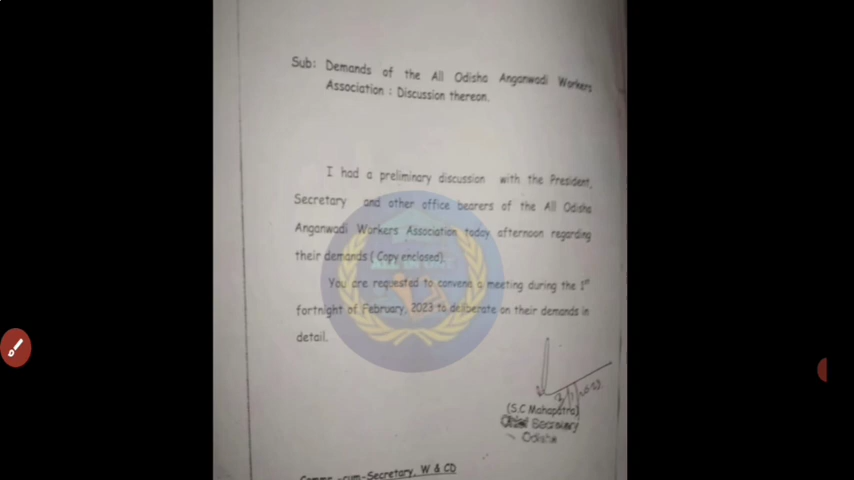 Sub: Demands of the All Odisha Anganwadi Workers
Association : Discussion thereon.
I had a preliminary discussion with the President,
Secretary and other office bearers of the All Odisha
Anganwadi Workers Association today afternoon regarding
their demands ( Copy enclosed).
You are requested to convene a meeting during the 1st
fortnight of February, 2023 to deliberate on their demands in
detail.
(S.C Mahapatra)
Chief Secretary
Odisha
-cum-Secretary, W & CD